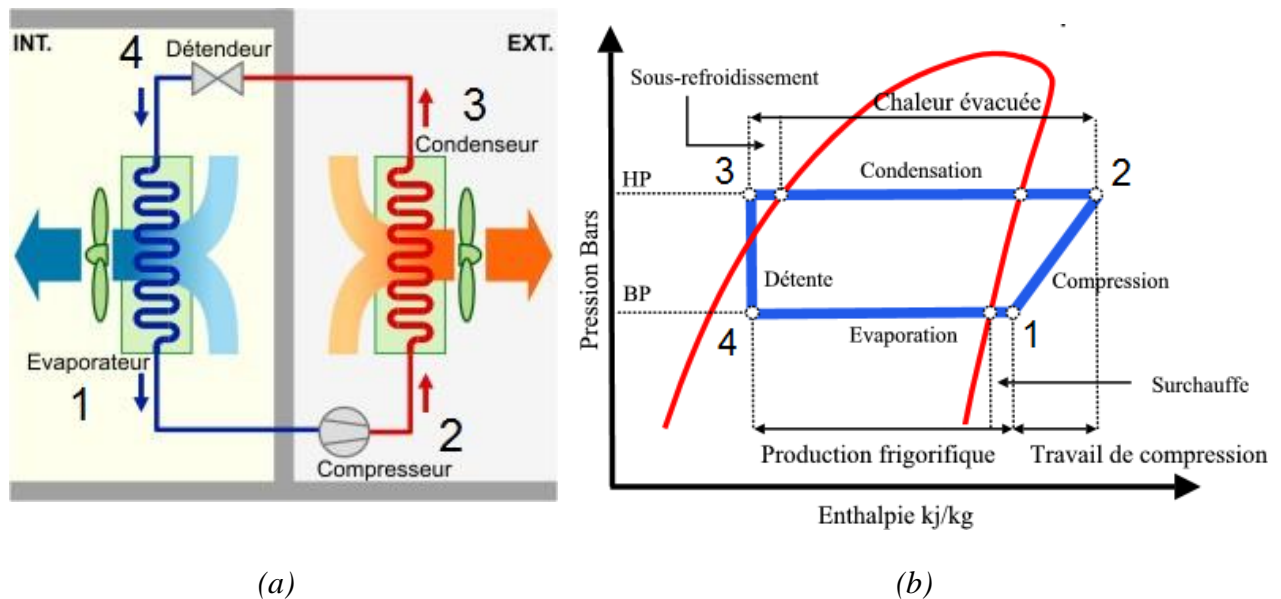 INT.
4
Détendeur
EXT.
3
Condenseur
Evaporateur
1
2
Compresseur
(a)
Pression Bars
Sous-refroidissement
Chaleur évacuée
HP
3
Condensation
2
BP
Détente
Compression
4
Evaporation
1
Surchauffe
Production frigorifique
Travail de compression
Enthalpie kj/kg
(b)